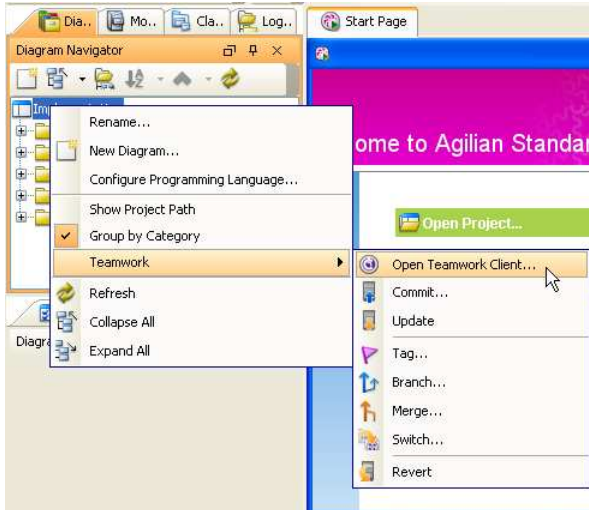 Dia..
Mo..
Cla..
Log..
Start Page
Diagram Navigator
ome to Agilian Standar
Rename...
New Diagram...
Configure Programming Language...
Show Project Path
Group by Category
Teamwork
Refresh
Collapse All
Expand All
Open Project...
Open Teamwork Client...
Commit...
Update
Tag...
Branch...
Merge...
Switch...
Revert
Diagra